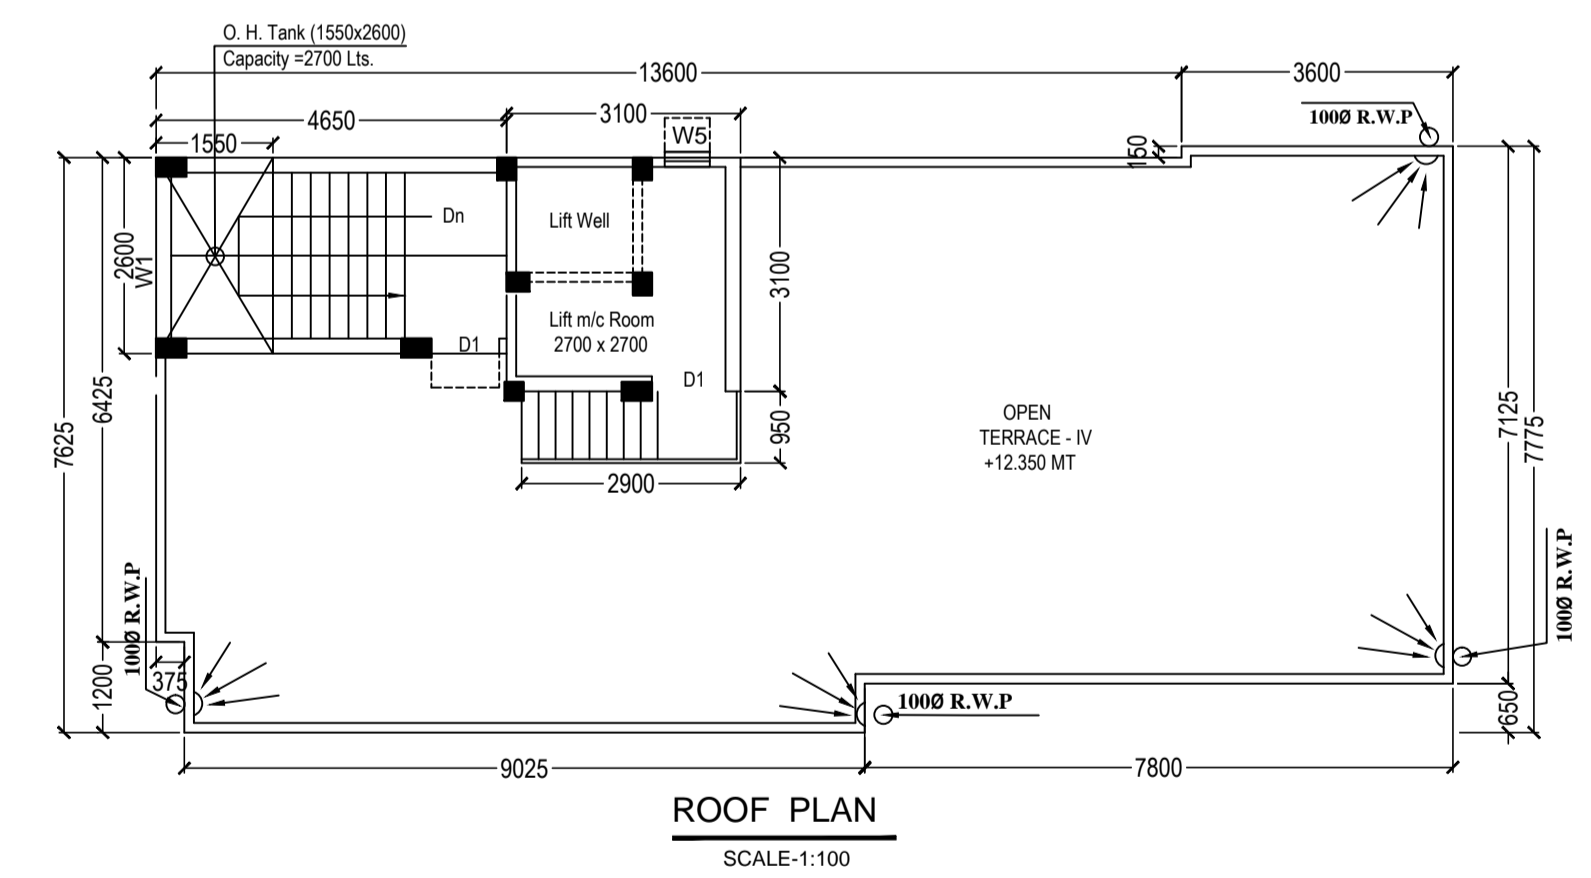 O. H. Tank (1550x2600)
Capacity =2700 Lts.
13600
3600
4650
3100
1550
W5
100Ø R.W.P
150
Dn
Lift Well
2600
W1
3100
Lift m/c Room
2700 x 2700
D1
D1
6425
7625
950
OPEN
TERRACE - IV
+12.350 MT
7125
7775
2900
100Ø R.W.P
100Ø R.W.P
1200
375
100Ø R.W.P
650
9025
7800
ROOF PLAN
SCALE-1:100